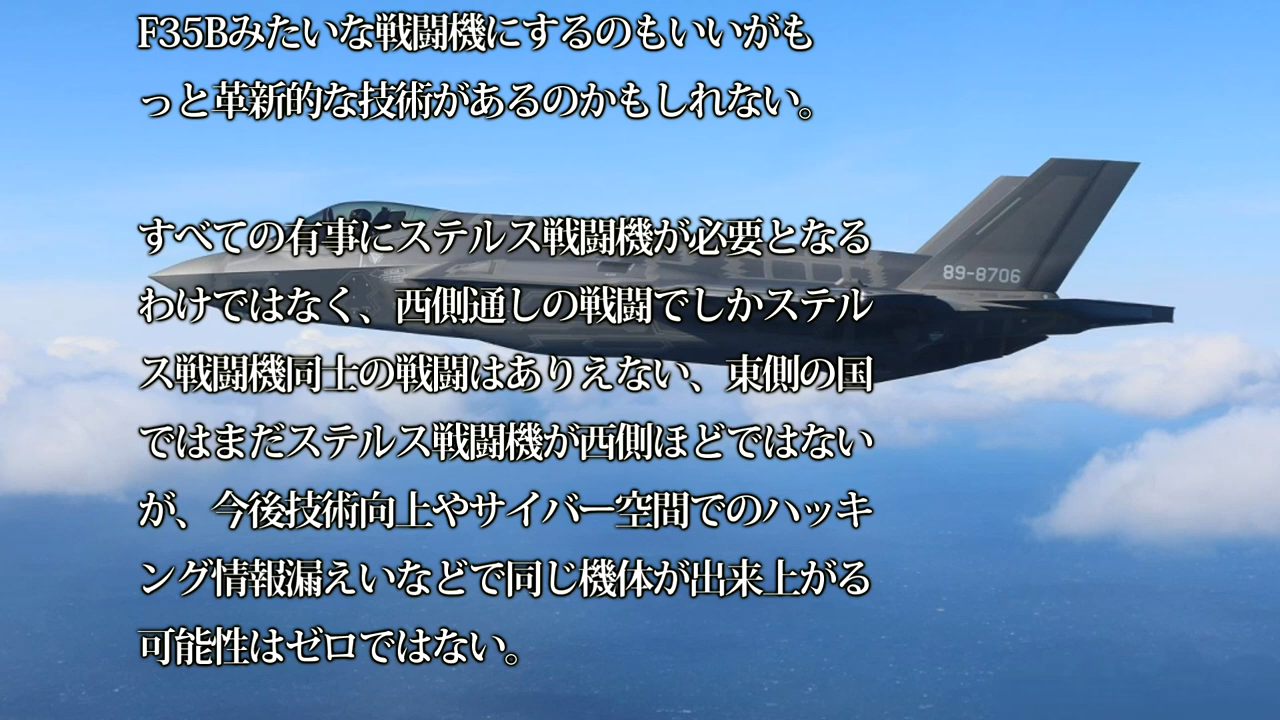 F35Bみたいな戦闘機にするのもいいがも
っと革新的な技術があるのかもしれない。
すべての有事にステルス戦闘機が必要となる
わけではなく、西側通しの戦闘でしかステル
ス戦闘機同士の戦闘はありえない、東側の国
ではまだステルス戦闘機が西側ほどではない
が、今後技術向上やサイバー空間でのハッキ
ング情報漏えいなどで同じ機体が出来上がる
可能性はゼロではない。
89-8706